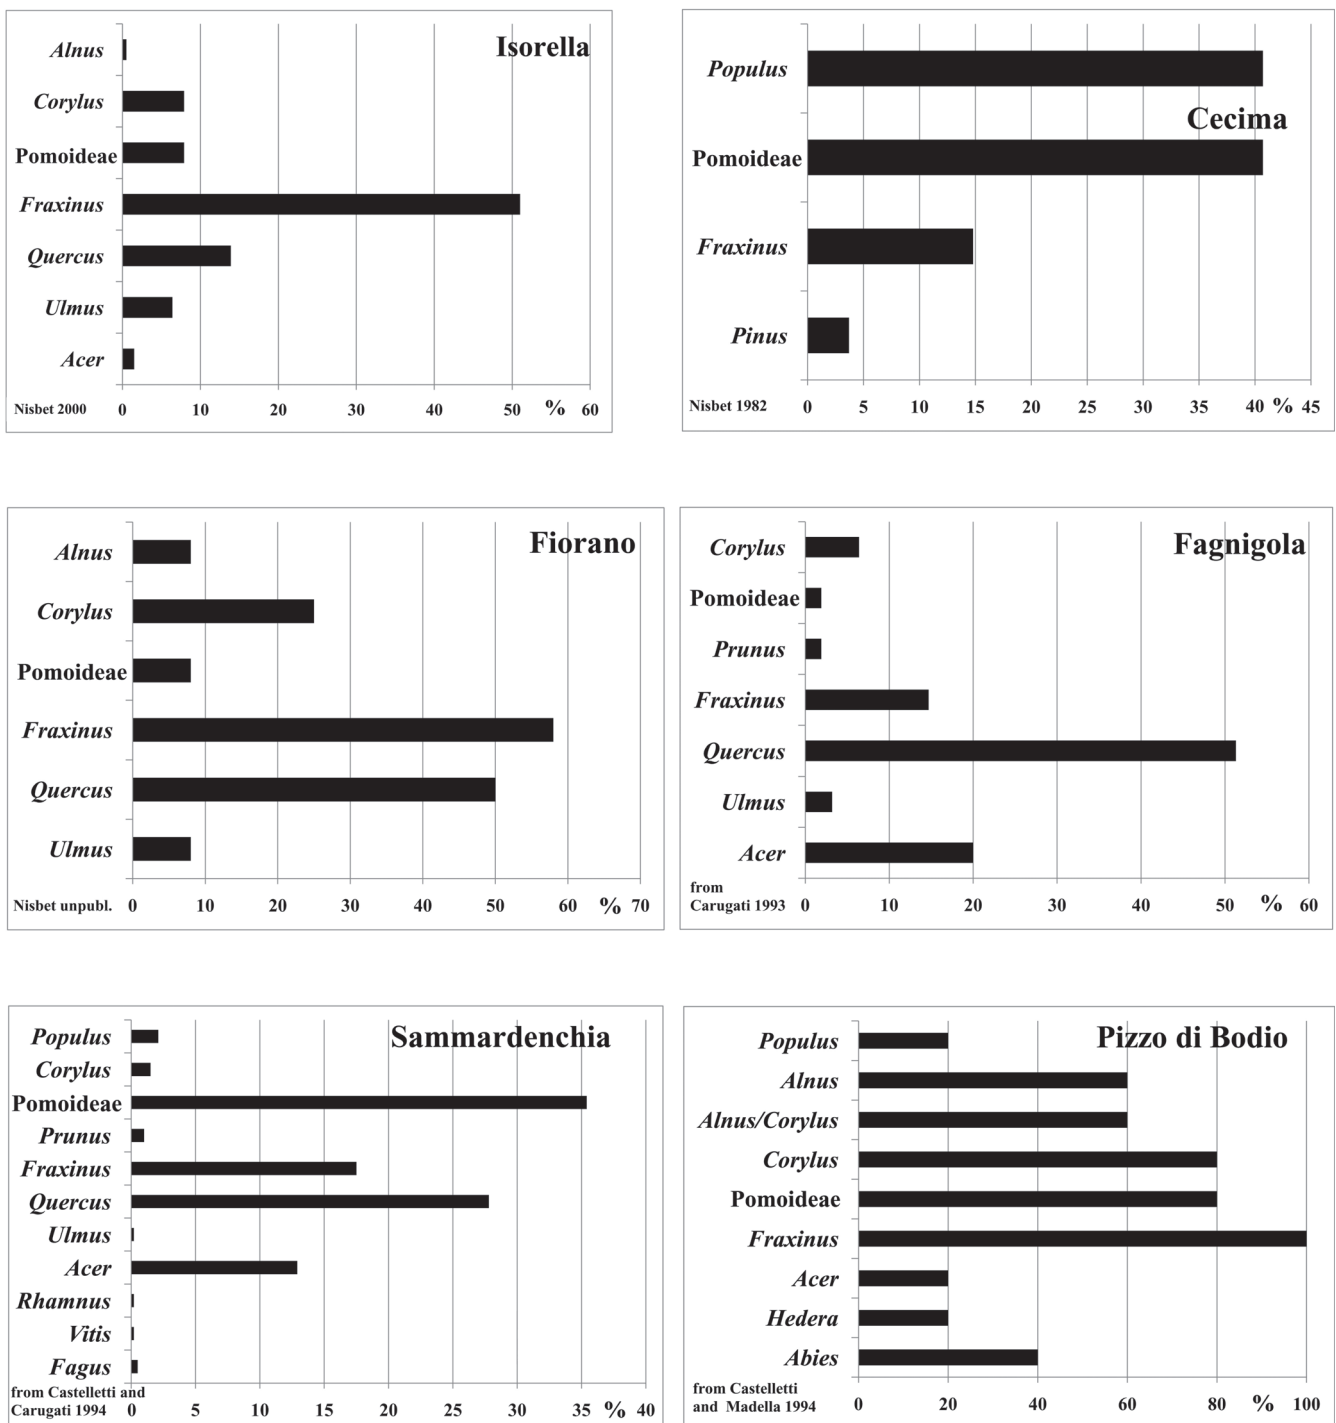 Isorella
Alnus
Corylus
Pomoideae
Fraxinus
Quercus
Ulmus
Acer
Nisbet 2000 0 10 20 30 40 50 % 60
Cecima
Populus
Pomoideae
Fraxinus
Pinus
Nisbet 1982 0 5 10 15 20 25 30 35 40 % 45
Fiorano
Alnus
Corylus
Pomoideae
Fraxinus
Quercus
Ulmus
Nisbet unpubl. 0 10 20 30 40 50 60 % 70
Fagnigola
Corylus
Pomoideae
Prunus
Fraxinus
Quercus
Ulmus
Acer
from
Carugati 1993 0 10 20 30 40 50 % 60
Sammardenchia
Populus
Corylus
Pomoideae
Prunus
Fraxinus
Quercus
Ulmus
Acer
Rhamnus
Vitis
Fagus
from Castelletti and
Carugati 1994 0 5 10 15 20 25 30 35 % 40
Pizzo di Bodio
Populus
Alnus
Alnus/Corylus
Corylus
Pomoideae
Fraxinus
Acer
Hedera
Abies
from Castelletti
and Madella 1994 0 20 40 60 80 % 100